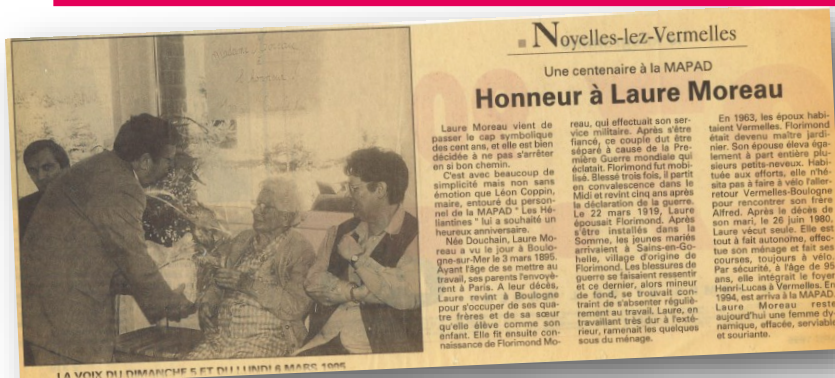 Noyelles-lez-Vermelles
Une centenaire à la MAPAD
Honneur à Laure Moreau
Laure Moreau vient de
passer le cap symbolique
des cent ans, et elle est bien
décidée à ne pas s'arrêter
en si bon chemin.
C'est avec beaucoup de
simplicité mais non sans
émotion que Léon Coppin,
maire, entouré du person-
nel de la MAPAD " Les Hé-
liantines " lui a souhaité un
heureux anniversaire.
Née Douchain, Laure Mo-
reau a vu le jour à Boulo-
gne-sur-Mer le 3 mars 1895.
Ayant l'âge de se mettre au
travail, ses parents l'envoyè-
rent à Paris. A leur décès,
Laure revint à Boulogne
pour s'occuper de ses qua-
tre frères et de sa sœur
qu'elle élève comme son
enfant. Elle fit ensuite con-
naissance de Florimond Mo-
reau, qui effectuait son ser-
vice militaire. Après s'être
fiancé, ce couple dut être
séparé à cause de la Pre-
mière Guerre mondiale qui
éclatait. Florimond fut mobi-
lisé. Blessé trois fois, il partit
en convalescence dans le
Midi et revint cinq ans après
la déclaration de la guerre.
Le 22 mars 1919, Laure
épousait Florimond. Après
s'être installés dans la
Somme, les jeunes mariés
arrivaient à Sains-en-Go-
helle, village d'origine de
Florimond. Les blessures de
guerre se faisaient ressentir
et ce dernier, alors mineur
de fond, se trouvait con-
traint de s'absenter réguliè-
rement au travail. Laure, en
travaillant très dur à l'exté-
rieur, ramenait les quelques
sous du ménage.
En 1963, les époux habi-
taient Vermelles. Florimond
était devenu maître jardi-
nier. Son épouse éleva éga-
lement à part entière plu-
sieurs petits-neveux. Habi-
tuée aux efforts, elle n'hé-
sita pas à faire à vélo l'aller-
retour Vermelles-Boulogne
pour rencontrer son frère
Alfred. Après le décès de
son mari, le 26 juin 1980,
Laure vécut seule. Elle est
tout à fait autonome, effec-
tue son ménage et fait ses
courses, toujours à vélo.
Par sécurité, à l'âge de 95
ans, elle intégrait le foyer
Henri-Lucas à Vermelles. En
1994, est arriva à la MAPAD.
Laure Moreau reste
aujourd'hui une femme dy-
namique, effacée, serviable
et souriante.
LA VOIX DU DIMANCHE 5 ET DU LUNDI 6 MARS 1995